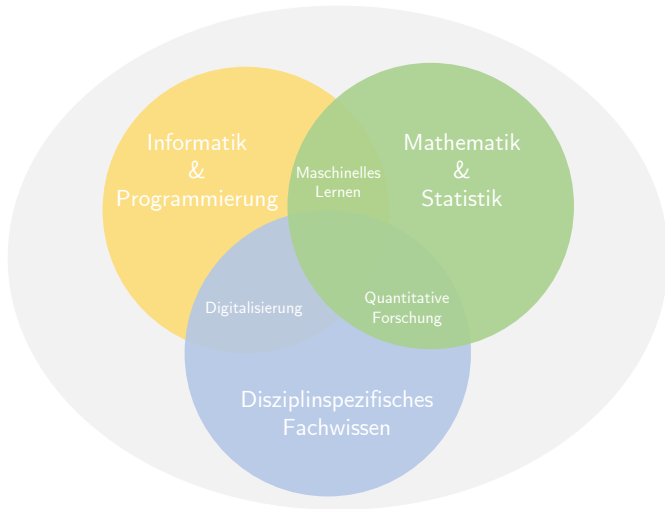 Informatik
&
Programmierung
Mathematik
&
Statistik
Maschinelles
Lernen
Digitalisierung
Quantitative
Forschung
Disziplinspezifisches
Fachwissen